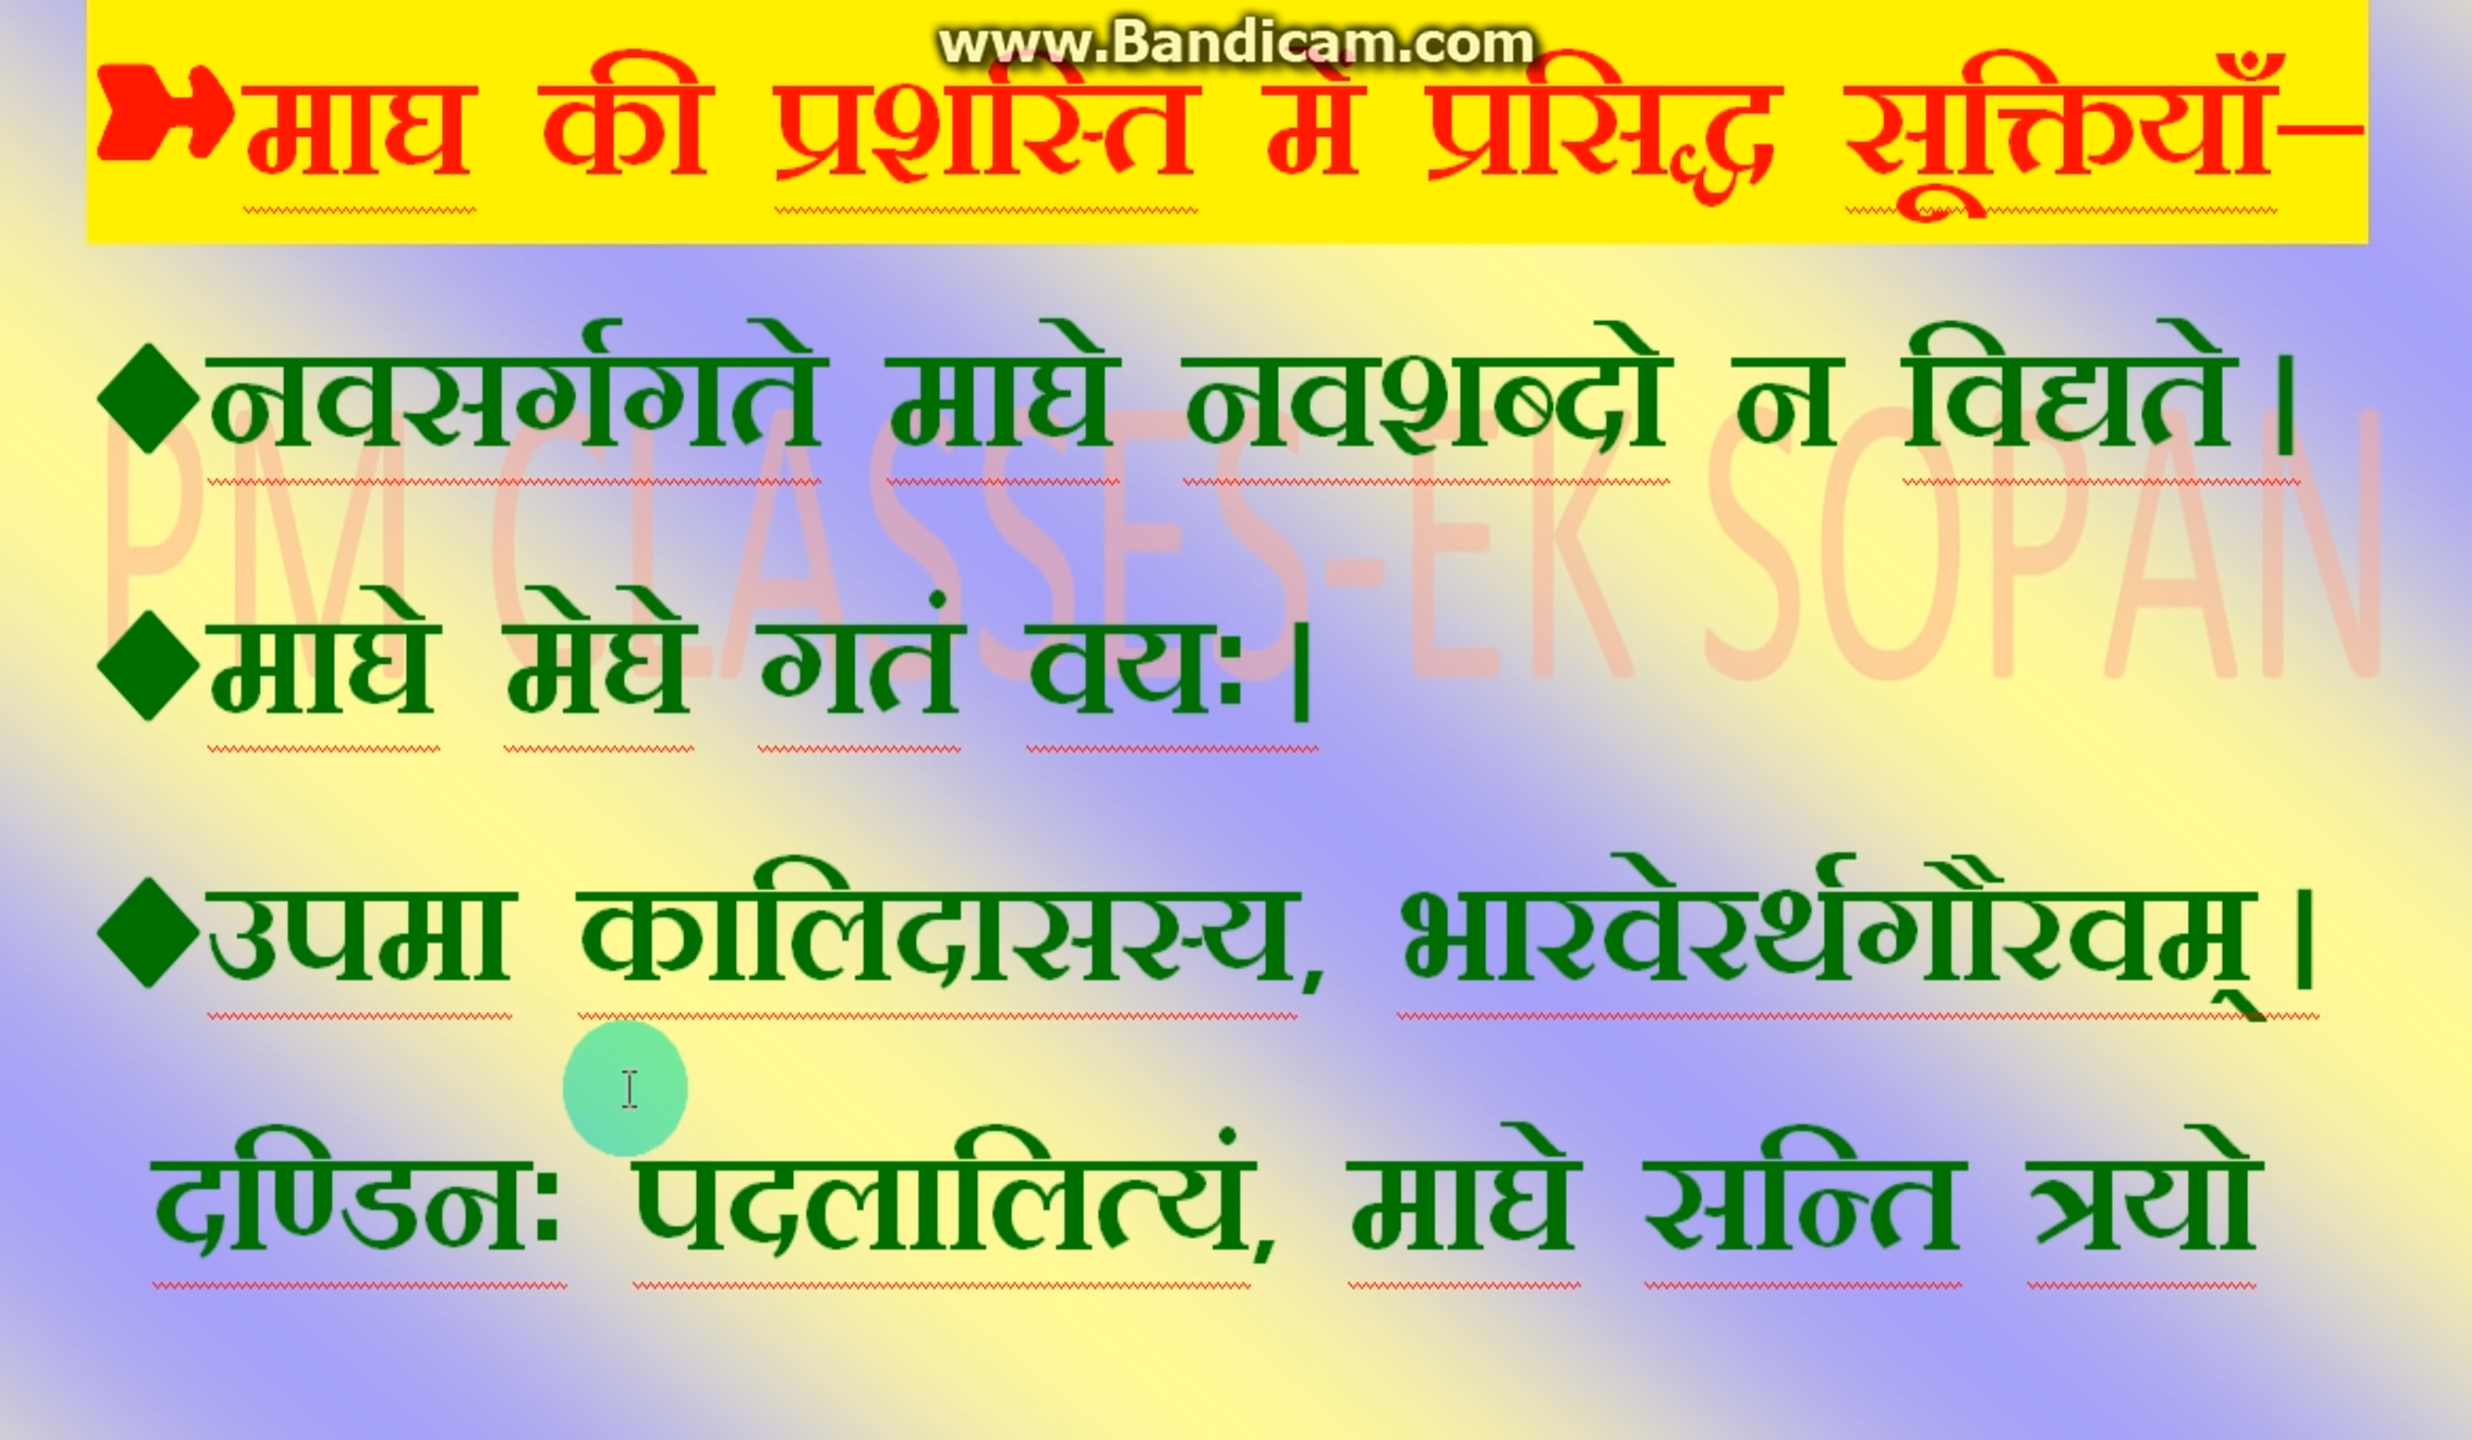 www.Bandicam.com
माघ की प्रशस्ति में प्रसिद्ध सूक्तियाँ—
नवसर्गगते माघे नवशब्दो न विद्यते।
PM CLASSES-EK SOPAN
माघे मेघे गतं वयः।
उपमा कालिदासस्य, भारवेरर्थगौरवम्।
दण्डिनः पदलालित्यं, माघे सन्ति त्रयो